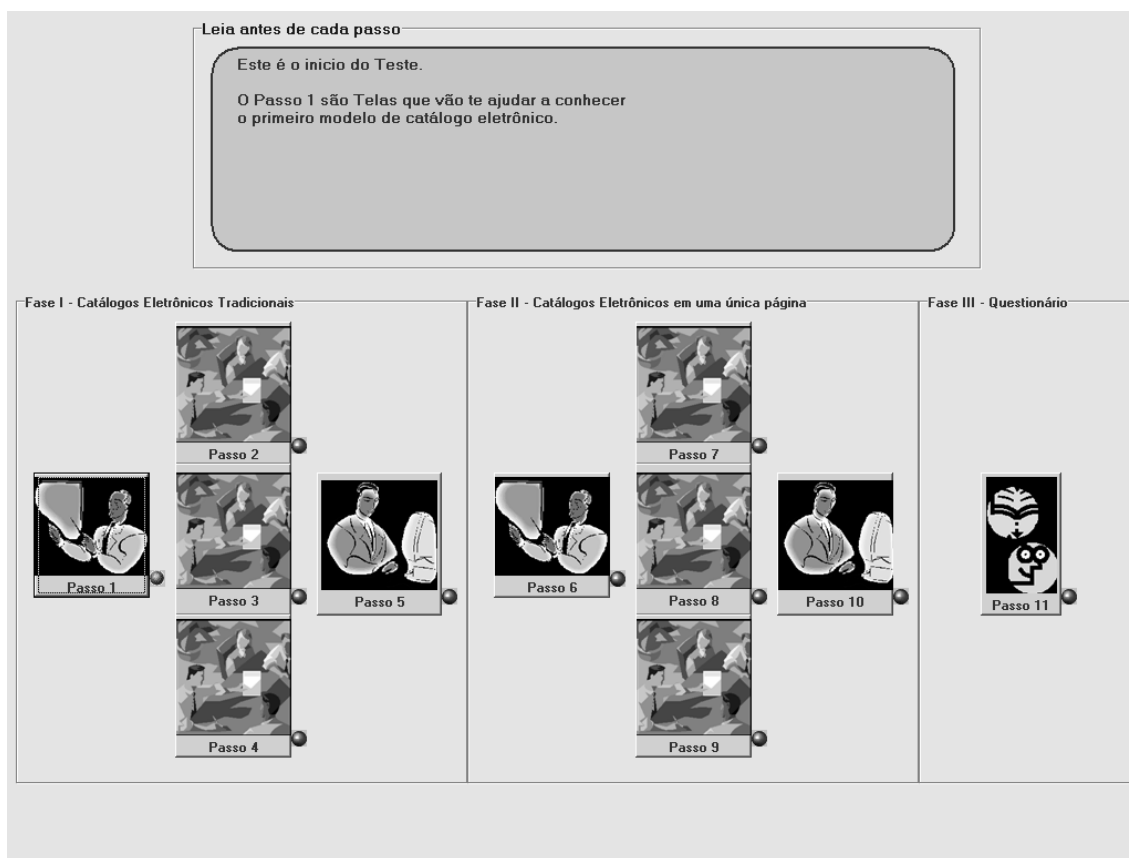 Leia antes de cada passo
Este é o inicio do Teste.
O Passo 1 são Telas que vão te ajudar a conhecer
o primeiro modelo de catálogo eletrônico.
Fase I - Catálogos Eletrônicos Tradicionais
Passo 1
Passo 2
Passo 3
Passo 4
Passo 5
Fase II - Catálogos Eletrônicos em uma única página
Passo 6
Passo 7
Passo 8
Passo 9
Passo 10
Fase III - Questionário
Passo 11